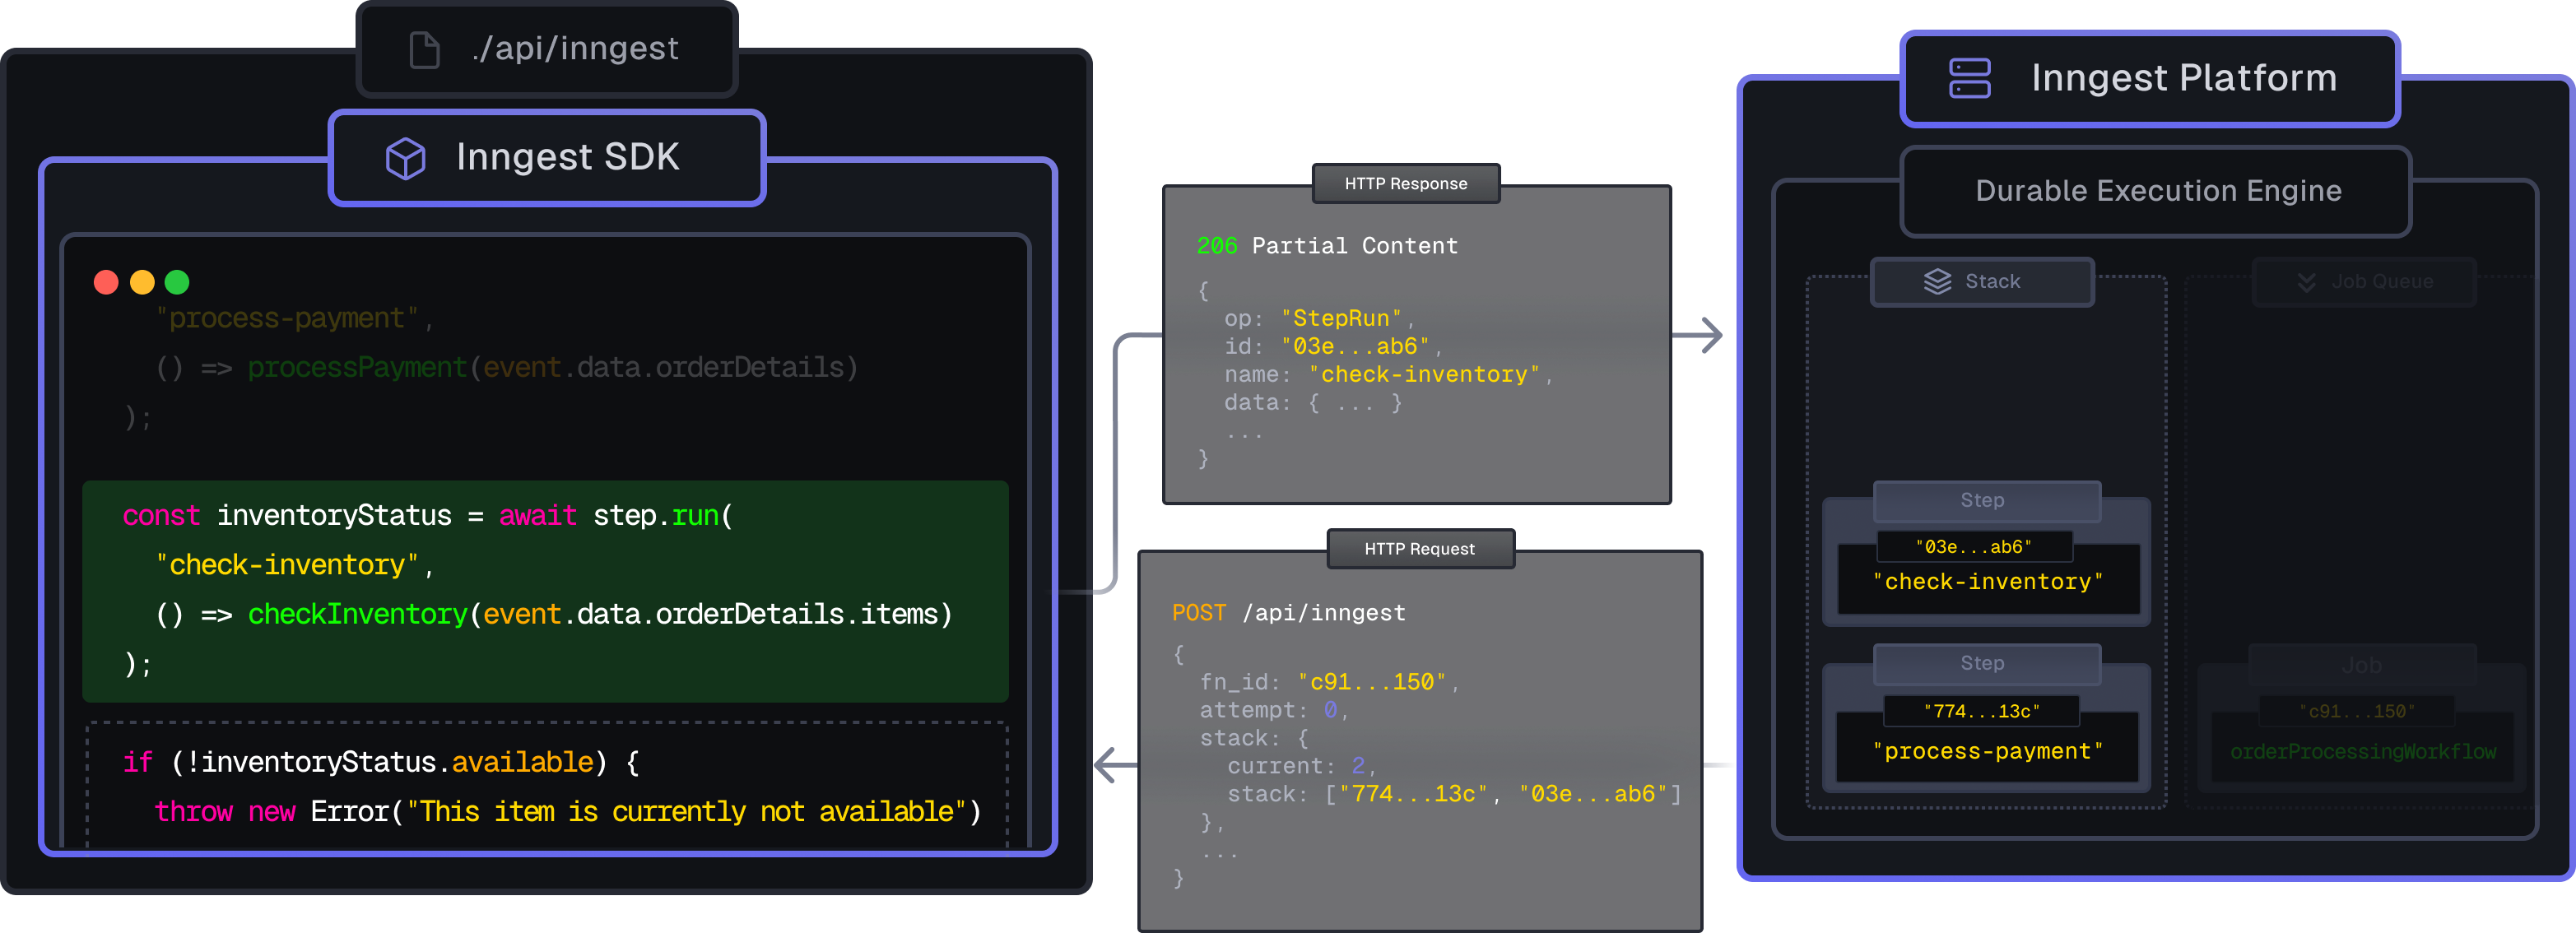 ./api/inngest
Inngest SDK
"process-payment",
() => processPayment(event.data.orderDetails)
);
const inventoryStatus = await step.run(
"check-inventory",
() => checkInventory(event.data.orderDetails.items)
);
if (!inventoryStatus.available) {
throw new Error("This item is currently not available")
HTTP Response
206 Partial Content
{
op: "StepRun",
id: "03e...ab6",
name: "check-inventory",
data: { ... }
...
}
HTTP Request
POST /api/inngest
{
fn_id: "c91...150",
attempt: 0,
stack: {
current: 2,
stack: ["774...13c", "03e...ab6"]
},
...
}
Inngest Platform
Durable Execution Engine
Stack
Step
"03e...ab6"
"check-inventory"
Step
"774...13c"
"process-payment"
Job Queue
Job
"c91...150"
orderProcessingWorkflow